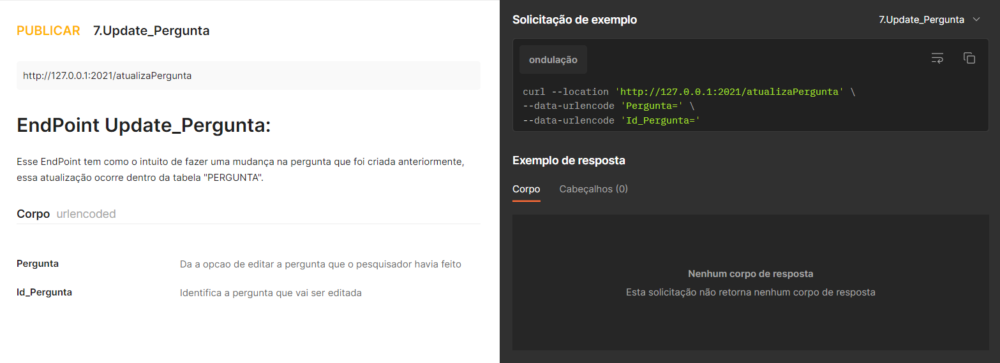 PUBLICAR 7.Update_Pergunta
http://127.0.0.1:2021/atualizaPergunta
EndPoint Update_Pergunta:
Esse EndPoint tem como o intuito de fazer uma mudança na pergunta que foi criada anteriormente,
essa atualização ocorre dentro da tabela "PERGUNTA".
Corpo urlencoded
Pergunta Da a opcao de editar a pergunta que o pesquisador havia feito
Id_Pergunta Identifica a pergunta que vai ser editada
Solicitação de exemplo 7.Update_Pergunta
ondulação
curl --location 'http://127.0.0.1:2021/atualizaPergunta' \
--data-urlencode 'Pergunta=' \
--data-urlencode 'Id_Pergunta='
Exemplo de resposta
Corpo Cabeçalhos (0)
Nenhum corpo de resposta
Esta solicitação não retorna nenhum corpo de resposta